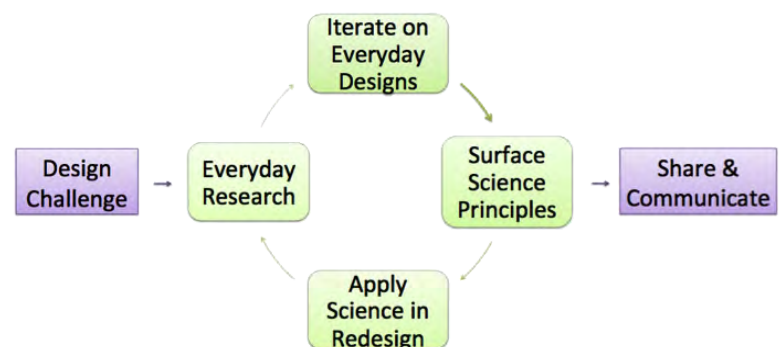 Iterate on
Everyday
Designs
Design
Challenge
Everyday
Research
Surface
Science
Principles
Share &
Communicate
Apply
Science in
Redesign